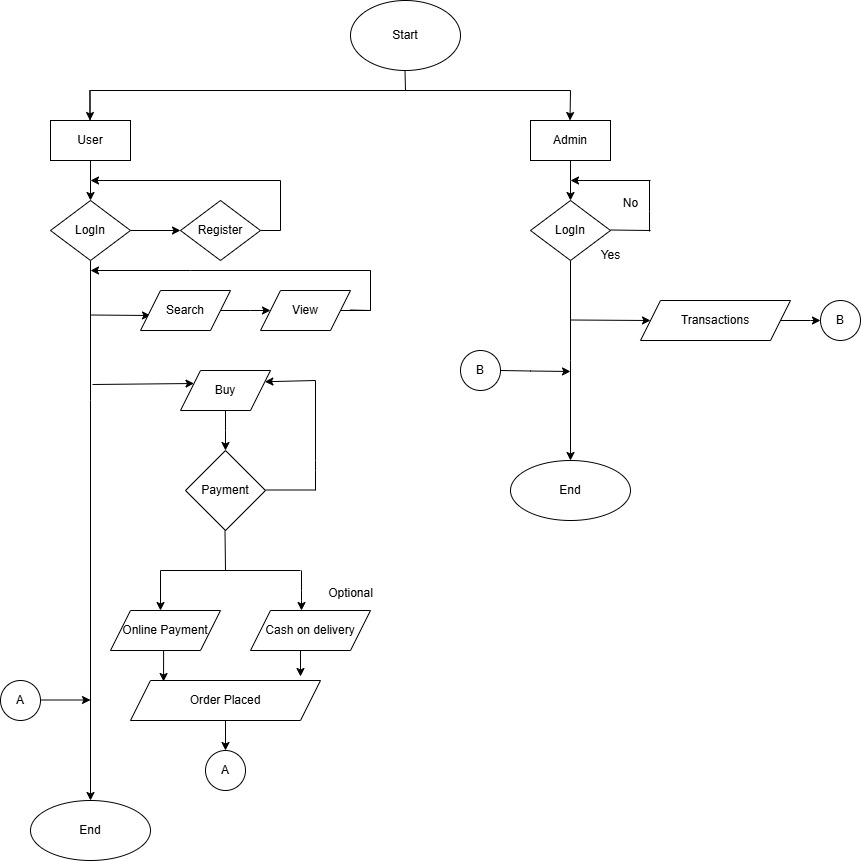 Start
User
Admin
LogIn
Register
No
LogIn
Yes
Search
View
Transactions
B
B
Buy
Payment
End
Optional
Online Payment
Cash on delivery
A
Order Placed
A
End